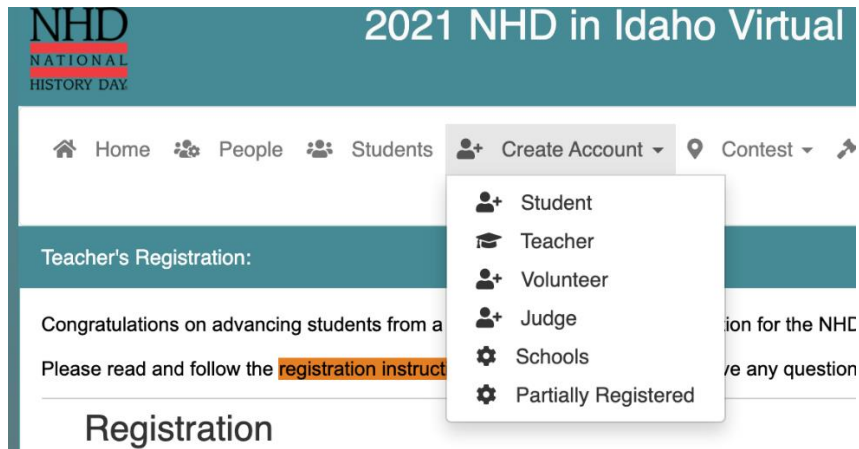 NHD
NATIONAL
HISTORY DAY
2021 NHD in Idaho Virtual
Home People Students Create Account Contest
Student
Teacher
Volunteer
Judge
Schools
Partially Registered
Teacher's Registration:
Congratulations on advancing students from a ion for the NHD
Please read and follow the registration instruct ve any question
Registration